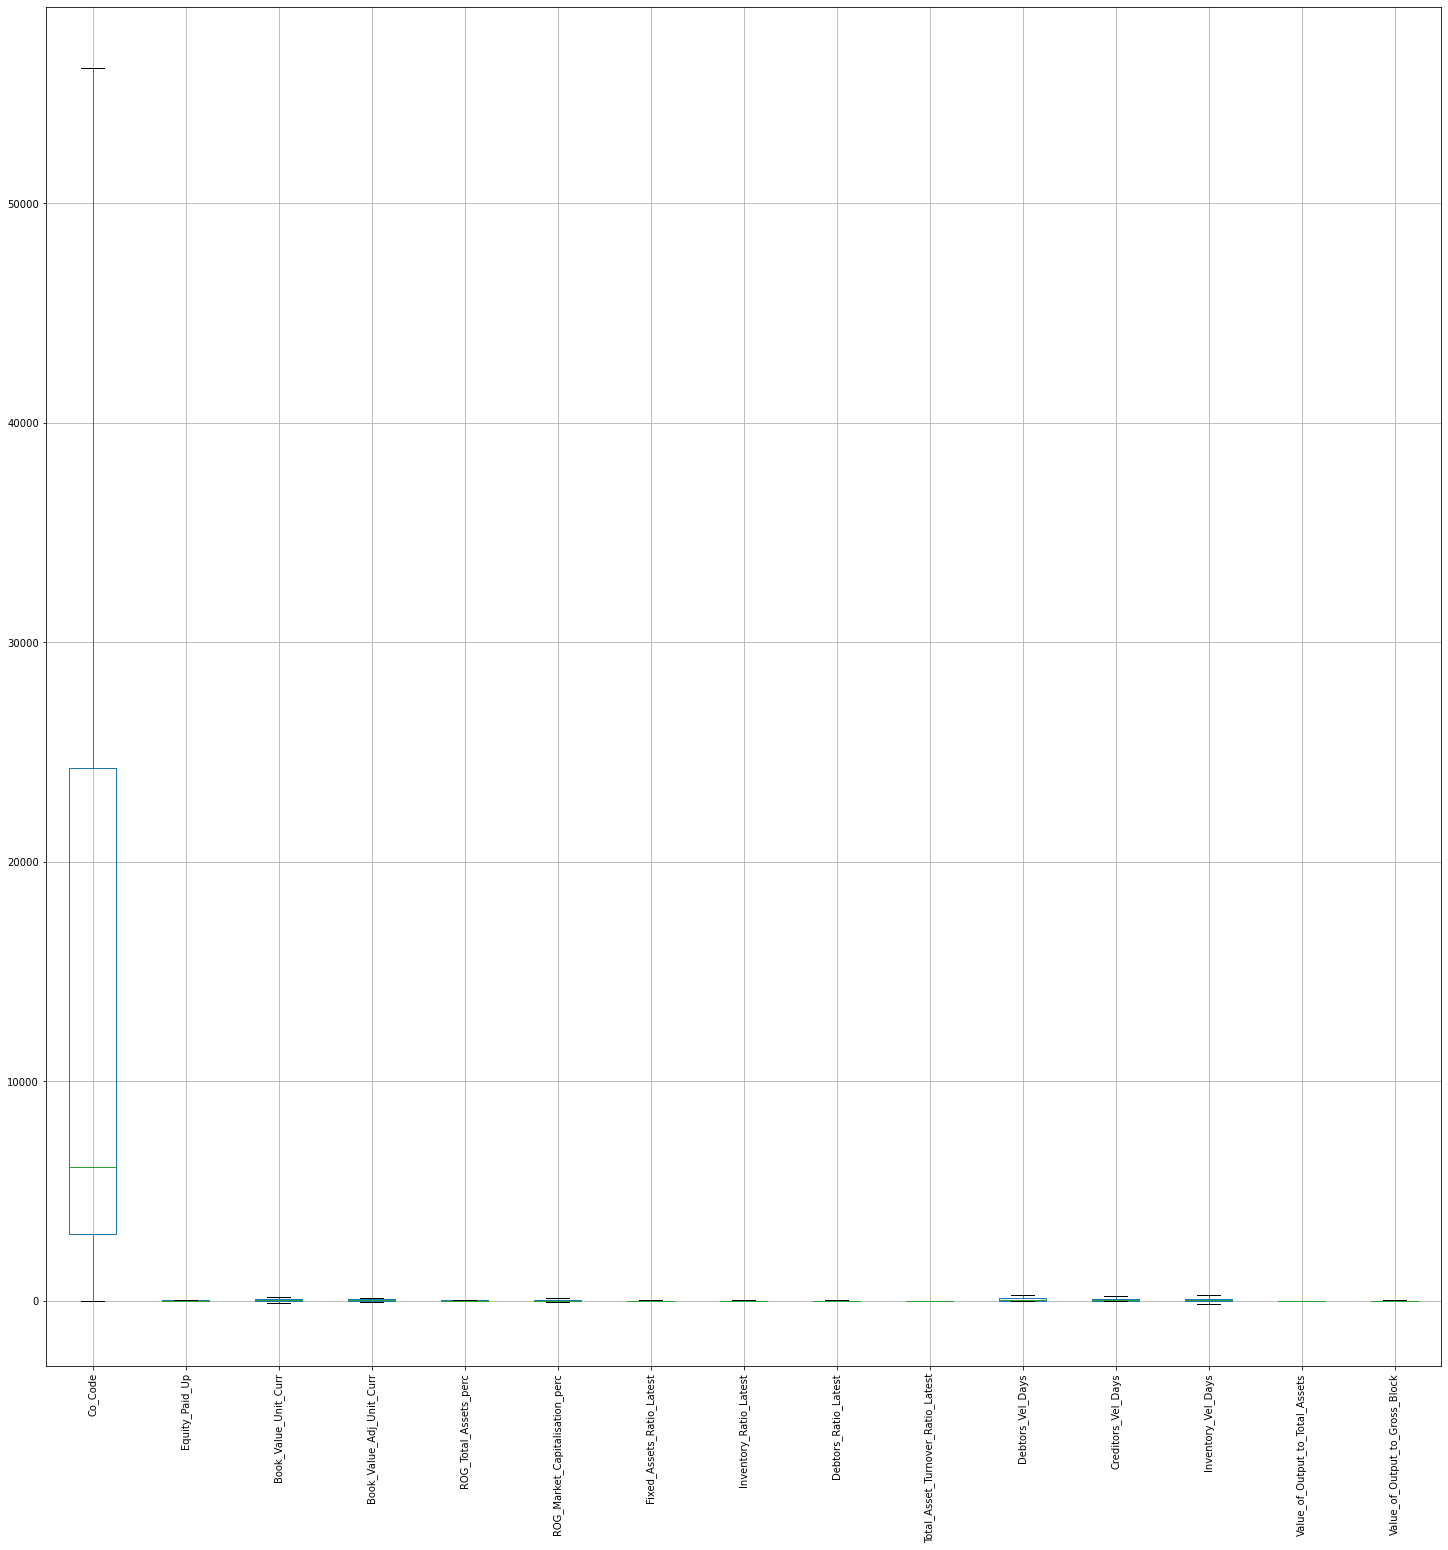 50000
40000
30000
20000
10000
0
Co_Code
Equity_Paid_Up
Book_Value_Unit_Curr
Book_Value_Adj_Unit_Curr
ROG_Total_Assets_perc
ROG_Market_Capitalisation_perc
Fixed_Assets_Ratio_Latest
Inventory_Ratio_Latest
Debtors_Ratio_Latest
Total_Asset_Turnover_Ratio_Latest
Debtors_Vel_Days
Creditors_Vel_Days
Inventory_Vel_Days
Value_of_Output_to_Total_Assets
Value_of_Output_to_Gross_Block